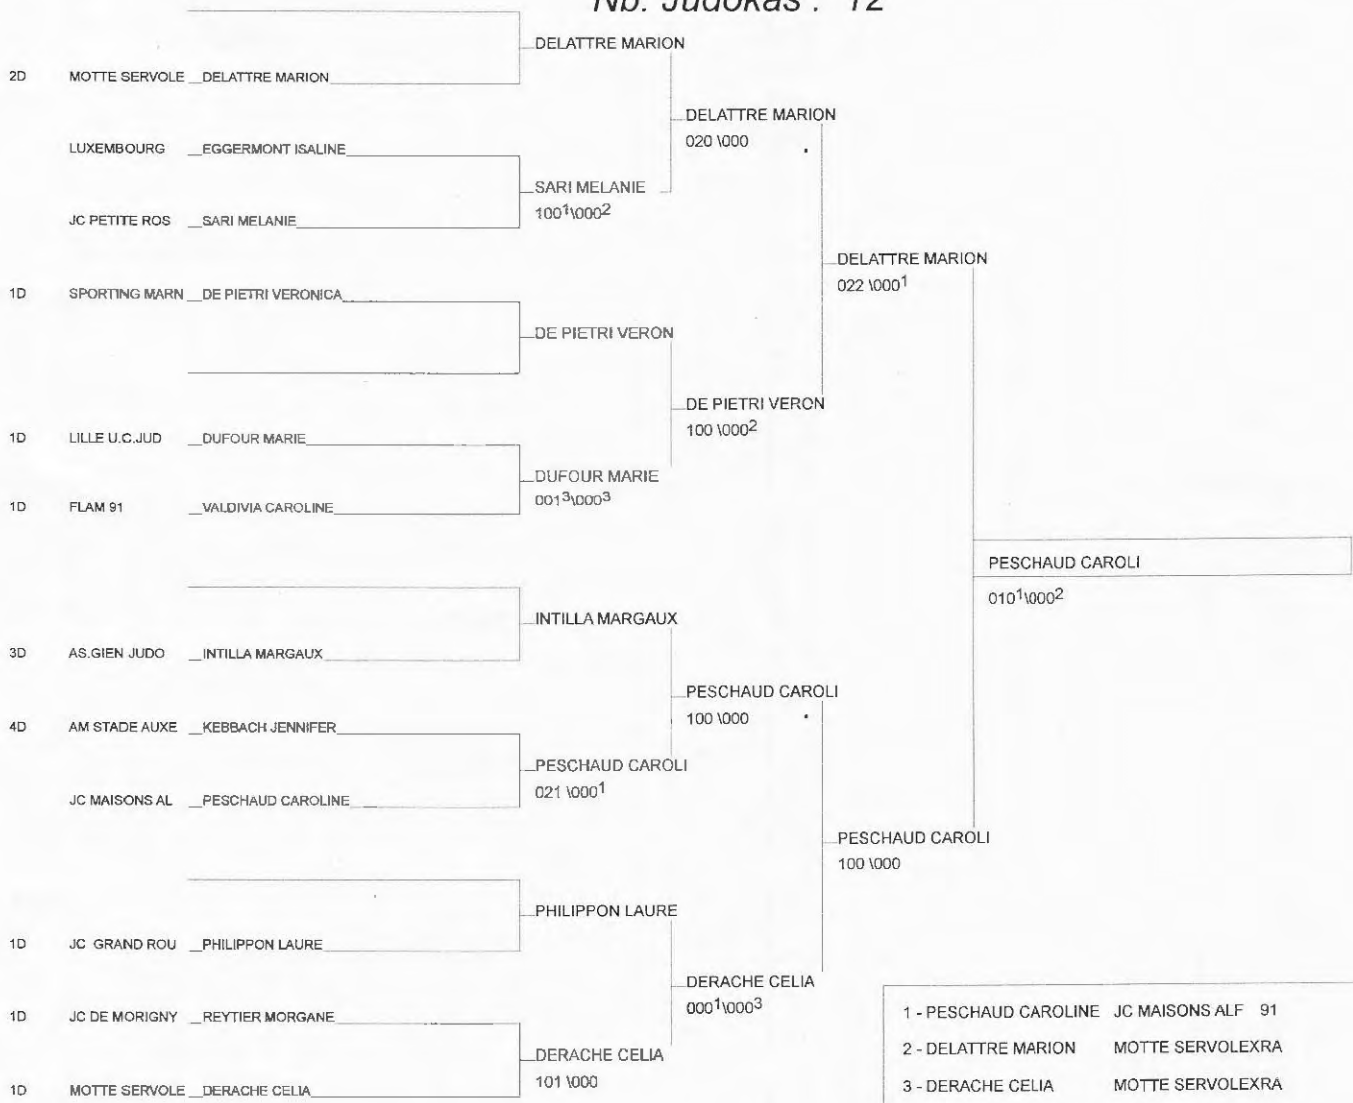 Nb. Judokas : 12
DELATTRE MARION
2D MOTTE SERVOLE DELATTRE MARION
DELATTRE MARION
020 \000
LUXEMBOURG EGGERMONT ISALINE
SARI MELANIE
100¹\000²
JC PETITE ROS SARI MELANIE
DELATTRE MARION
022 \000¹
1D SPORTING MARN DE PIETRI VERONICA
DE PIETRI VERON
DE PIETRI VERON
100 \000²
1D LILLE U.C.JUD DUFOUR MARIE
DUFOUR MARIE
001³\000³
1D FLAM 91 VALDIVIA CAROLINE
PESCHAUD CAROLI
010¹\000²
INTILLA MARGAUX
3D AS.GIEN JUDO INTILLA MARGAUX
PESCHAUD CAROLI
100 \000
4D AM STADE AUXE KEBBACH JENNIFER
PESCHAUD CAROLI
021 \000¹
JC MAISONS AL PESCHAUD CAROLINE
PESCHAUD CAROLI
100 \000
PHILIPPON LAURE
1D JC GRAND ROU PHILIPPON LAURE
DERACHE CELIA
000¹\000³
1D JC DE MORIGNY REYTIER MORGANE
DERACHE CELIA
101 \000
1D MOTTE SERVOLE DERACHE CELIA
1 - PESCHAUD CAROLINE JC MAISONS ALF 91
2 - DELATTRE MARION MOTTE SERVOLEXRA
3 - DERACHE CELIA MOTTE SERVOLEXRA